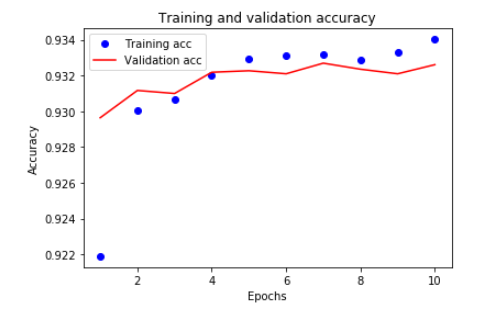 Training and validation accuracy
Training acc
Validation acc
Accuracy
0.934
0.932
0.930
0.928
0.926
0.924
0.922
2 4 6 8 10
Epochs